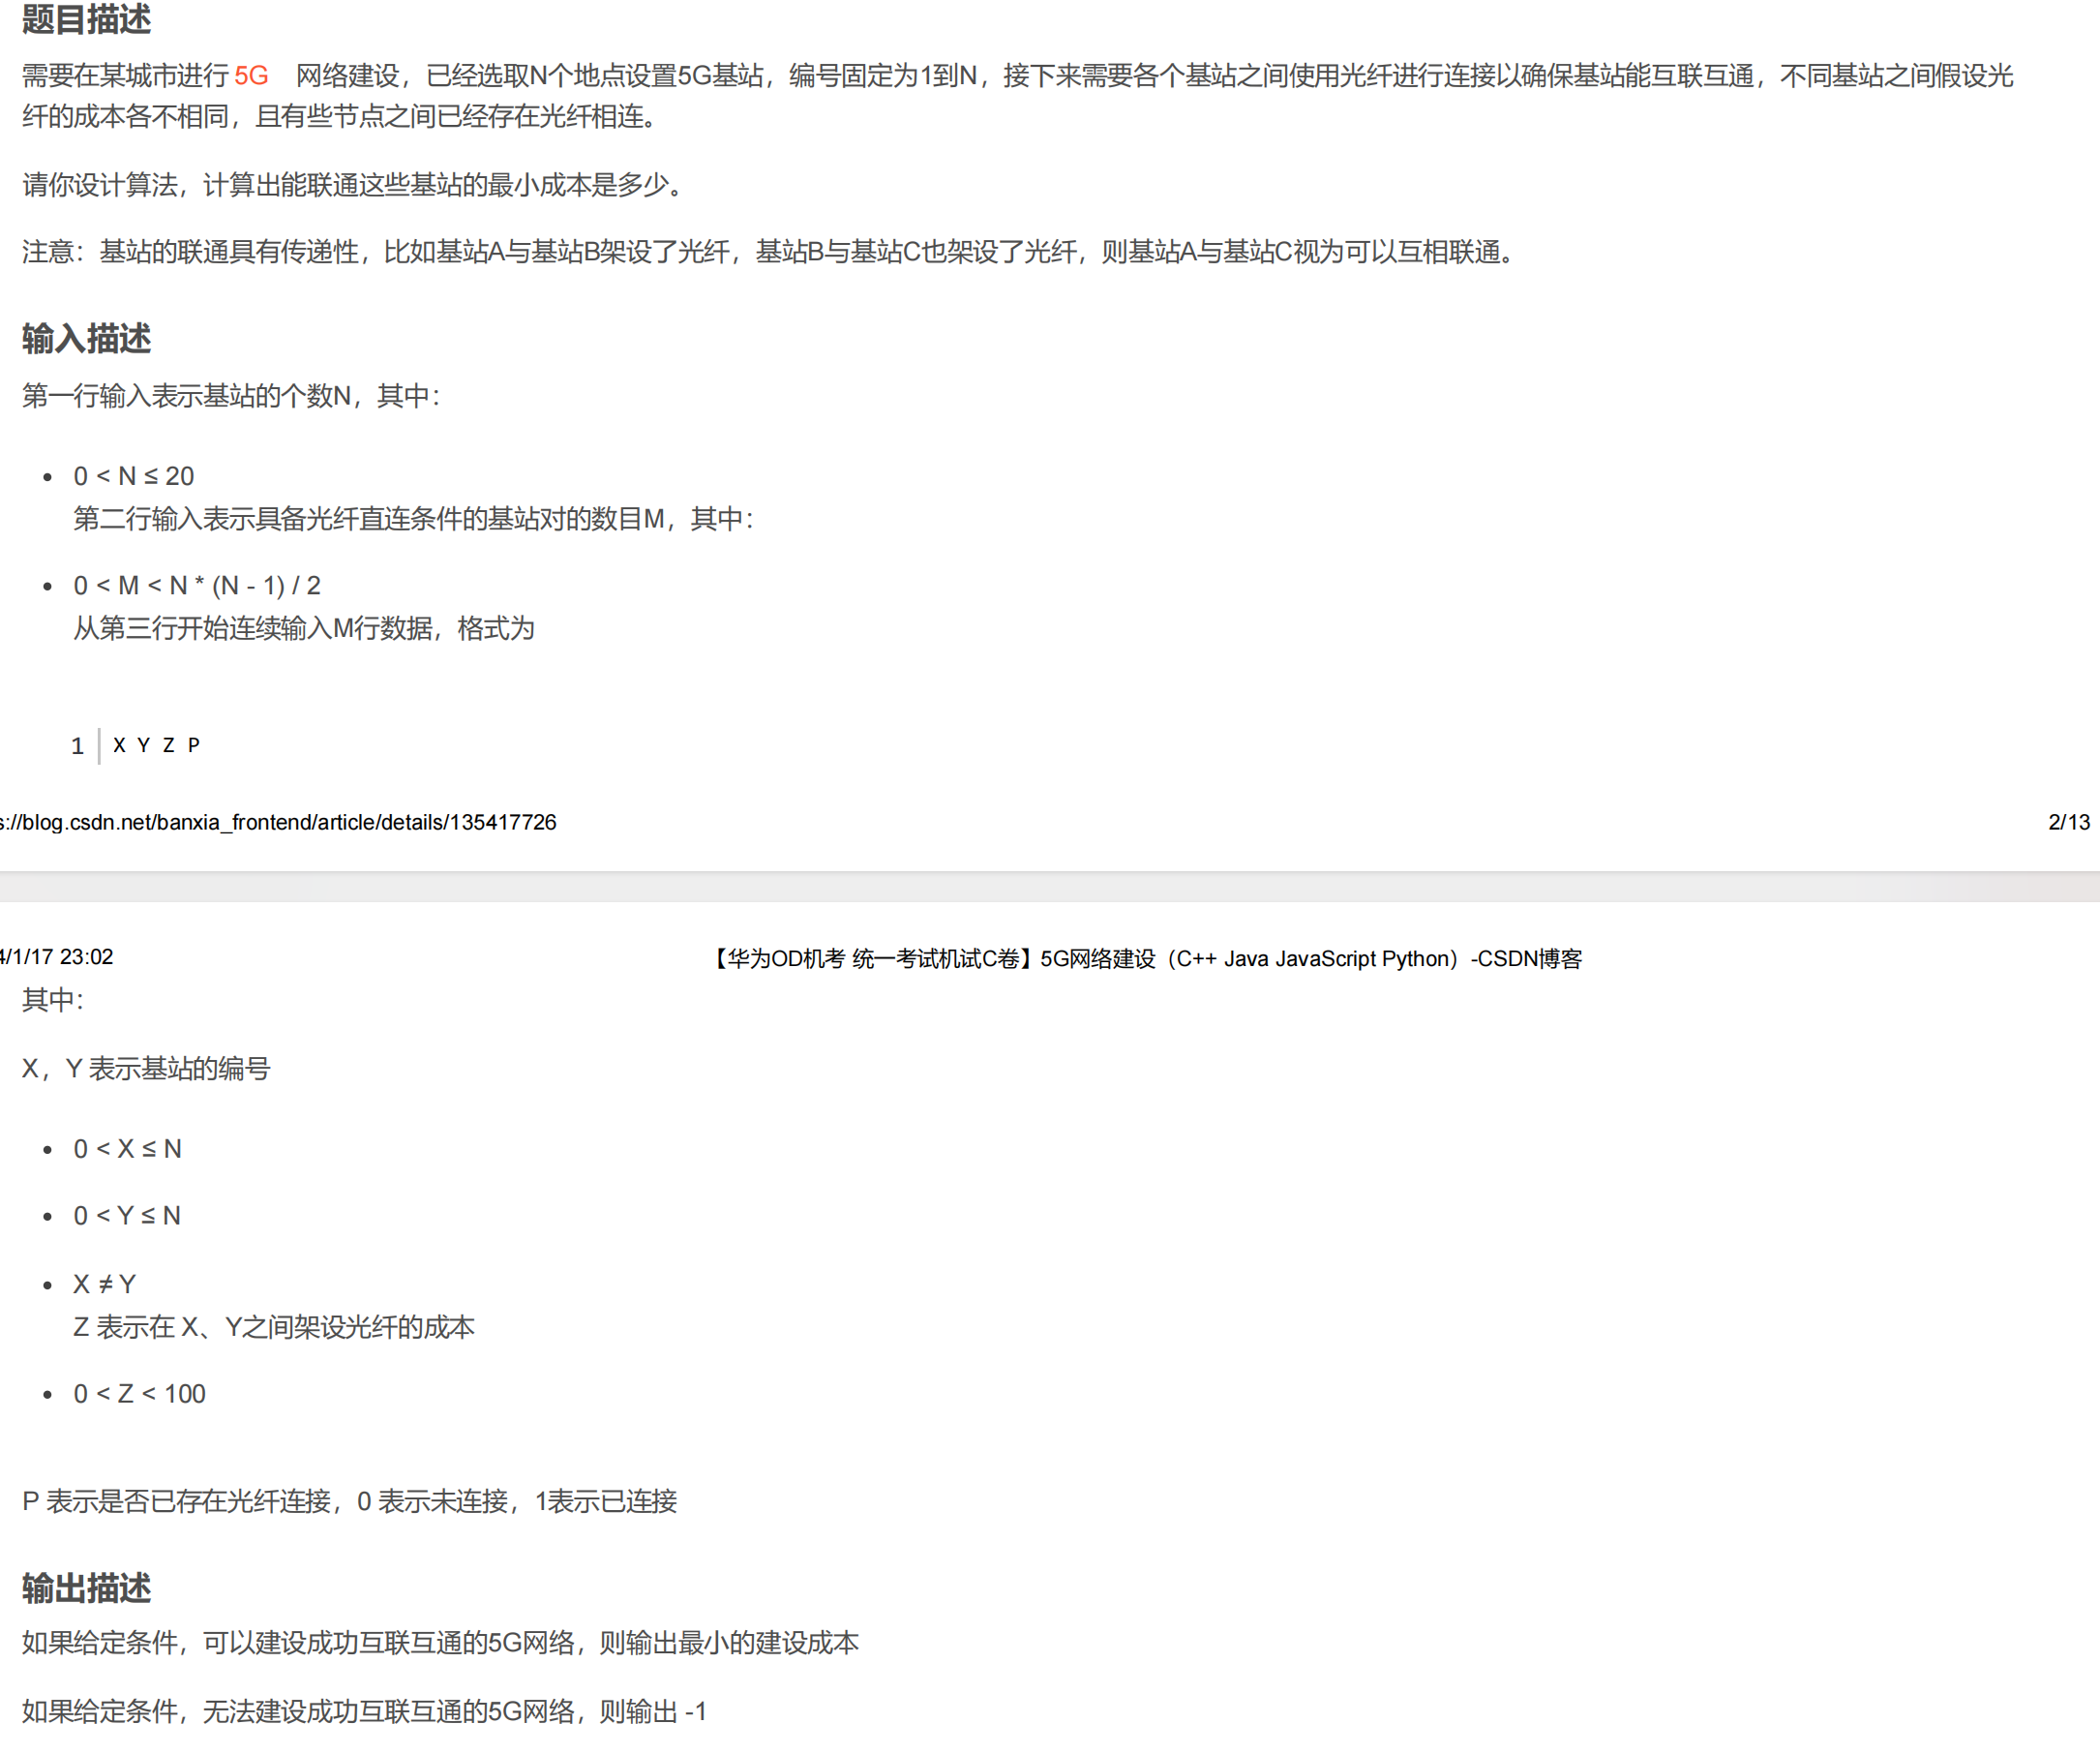 题目描述
需要在某城市进行 5G 网络建设，已经选取N个地点设置5G基站，编号固定为1到N，接下来需要各个基站之间使用光纤进行连接以确保基站能互联互通，不同基站之间假设光
纤的成本各不相同，且有些节点之间已经存在光纤相连。
请你设计算法，计算出能联通这些基站的最小成本是多少。
注意：基站的联通具有传递性，比如基站A与基站B架设了光纤，基站B与基站C也架设了光纤，则基站A与基站C视为可以互相联通。
输入描述
第一行输入表示基站的个数N，其中：
• 0 < N ≤ 20
第二行输入表示具备光纤直连条件的基站对的数目M，其中：
• 0 < M < N * (N - 1) / 2
从第三行开始连续输入M行数据，格式为
1 X Y Z P
s://blog.csdn.net/banxia_frontend/article/details/135417726 2/13
4/1/17 23:02 【华为OD机考 统一考试机试C卷】5G网络建设（C++ Java JavaScript Python）-CSDN博客
其中：
X，Y 表示基站的编号
• 0 < X ≤ N
• 0 < Y ≤ N
• X ≠ Y
Z 表示在 X、Y之间架设光纤的成本
• 0 < Z < 100
P 表示是否已存在光纤连接，0 表示未连接，1表示已连接
输出描述
如果给定条件，可以建设成功互联互通的5G网络，则输出最小的建设成本
如果给定条件，无法建设成功互联互通的5G网络，则输出 -1